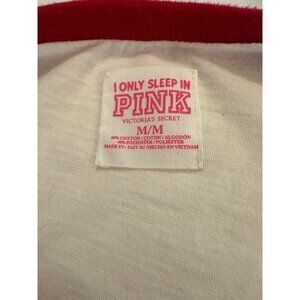 I ONLY SLEEP IN
PINK
VICTORIA'S SECRET
M/M
60% COTTON/COTON/ALGODÓN
40% POLYESTER/POLIÉSTER
MADE IN/FAIT AU/HECHO EN VIETNAM